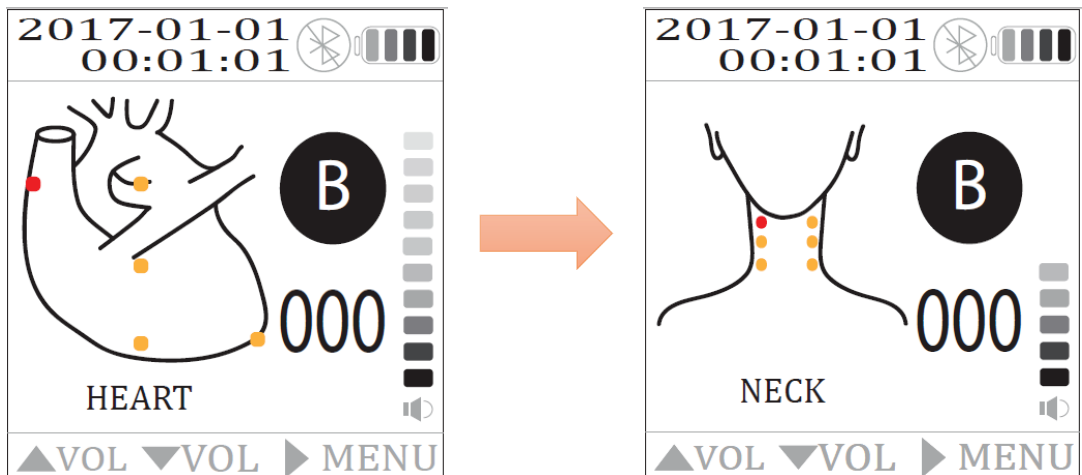 2017-01-01
00:01:01
B
000
HEART
VOL VOL MENU
2017-01-01
00:01:01
B
000
NECK
VOL VOL MENU